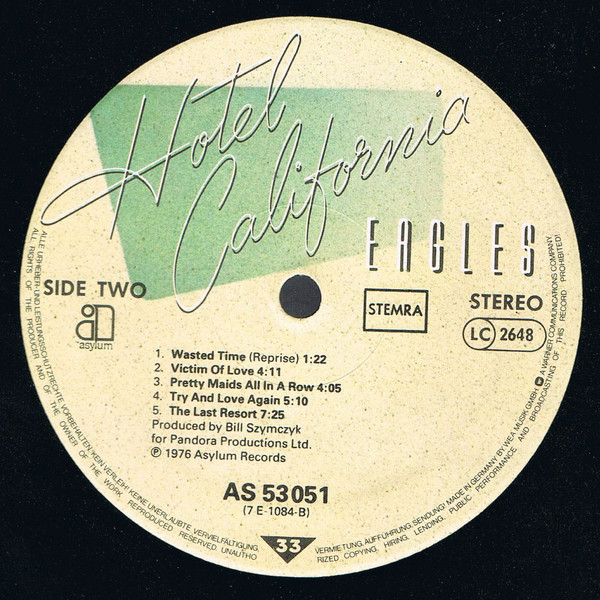 Hotel
California
EAGLES
SIDE TWO
asylum
STEMRA
STEREO
LC 2648
1. Wasted Time (Reprise) 1:22
2. Victim Of Love 4:11
3. Pretty Maids All In A Row 4:05
4. Try And Love Again 5:10
5. The Last Resort 7:25
Produced by Bill Szymczyk
for Pandora Productions Ltd.
℗ 1976 Asylum Records
AS 53051
(7 E-1084-B)
33
ALLE URHEBER- UND LEISTUNGSSCHUTZRECHTE VORBEHALTEN! KEIN VERLEIH! KEINE UNERLAUBTE VERVIELFÄLTIGUNG, VERMIETUNG, AUFFÜHRUNG, SENDUNG! MADE IN GERMANY BY WEA MUSIK GMBH. A WARNER COMMUNICATIONS COMPANY
ALL RIGHTS OF THE PRODUCER AND OF THE OWNER OF THE WORK REPRODUCED RESERVED. UNAUTHORIZED COPYING, HIRING, LENDING, PUBLIC PERFORMANCE AND BROADCASTING OF THIS RECORD PROHIBITED!